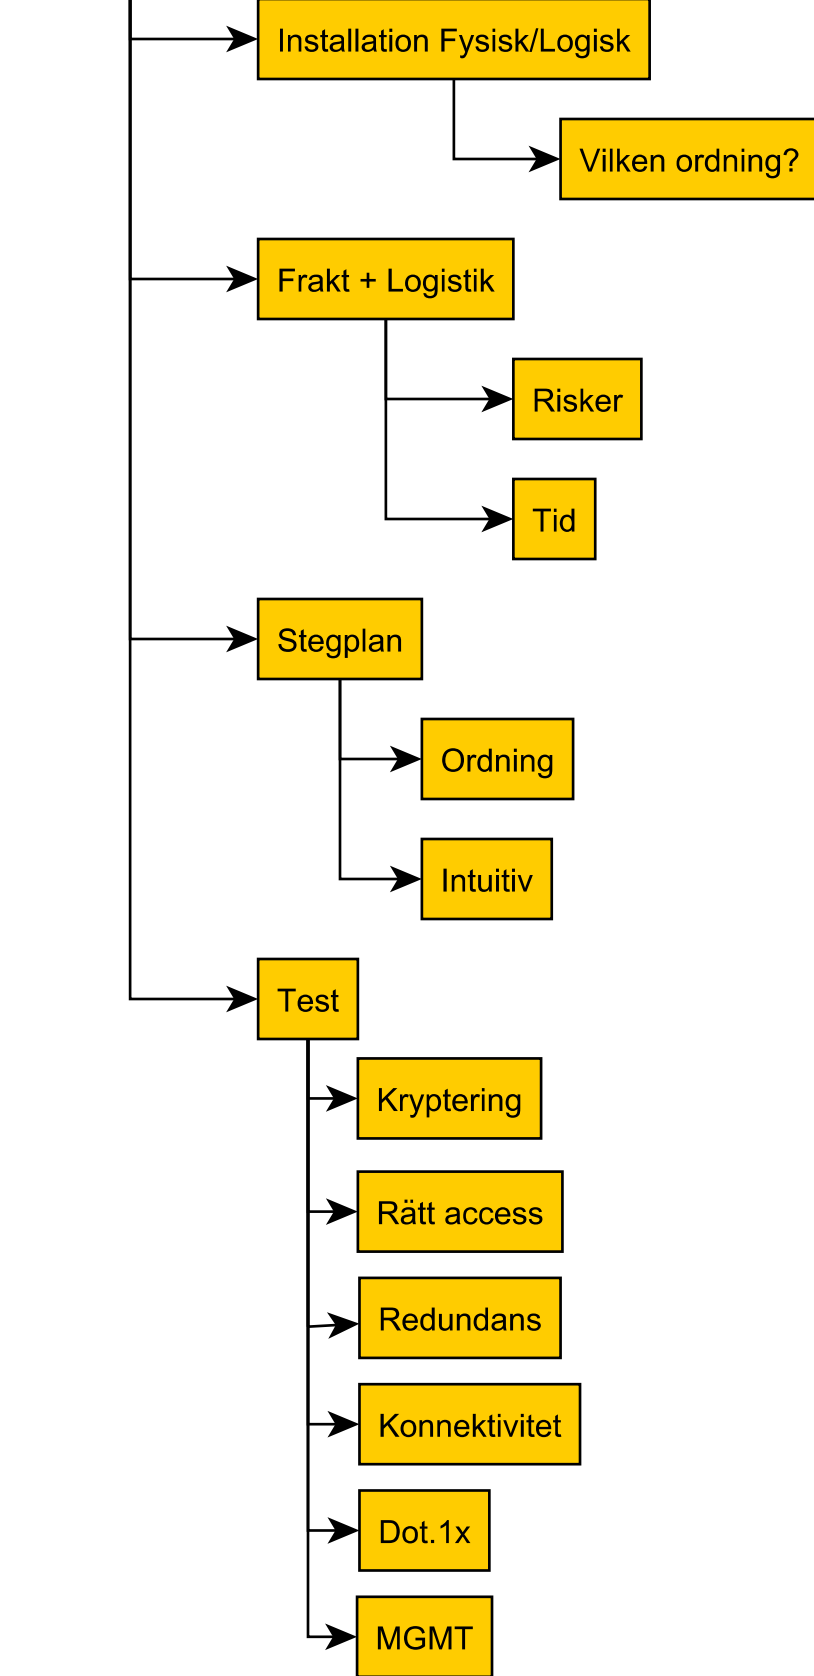 Installation Fysisk/Logisk
Vilken ordning?
Frakt + Logistik
Risker
Tid
Stegplan
Ordning
Intuitiv
Test
Kryptering
Rätt access
Redundans
Konnektivitet
Dot.1x
MGMT